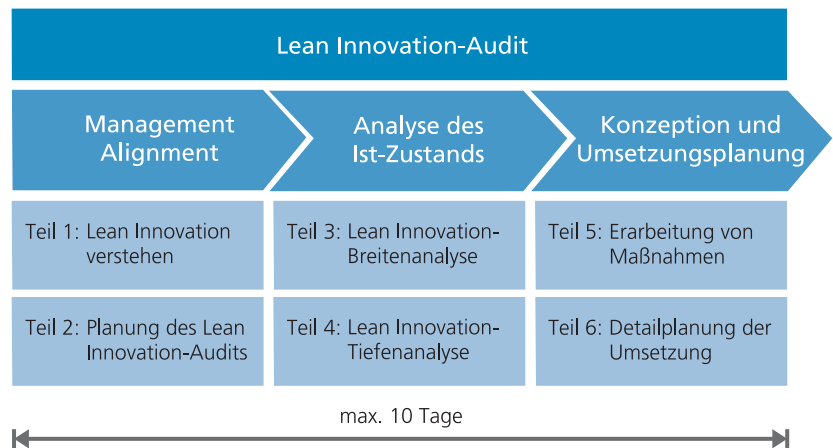 Lean Innovation-Audit
Management
Alignment
Analyse des
Ist-Zustands
Konzeption und
Umsetzungsplanung
Teil 1: Lean Innovation
verstehen
Teil 2: Planung des Lean
Innovation-Audits
Teil 3: Lean Innovation-
Breitenanalyse
Teil 4: Lean Innovation-
Tiefenanalyse
Teil 5: Erarbeitung von
Maßnahmen
Teil 6: Detailplanung der
Umsetzung
max. 10 Tage